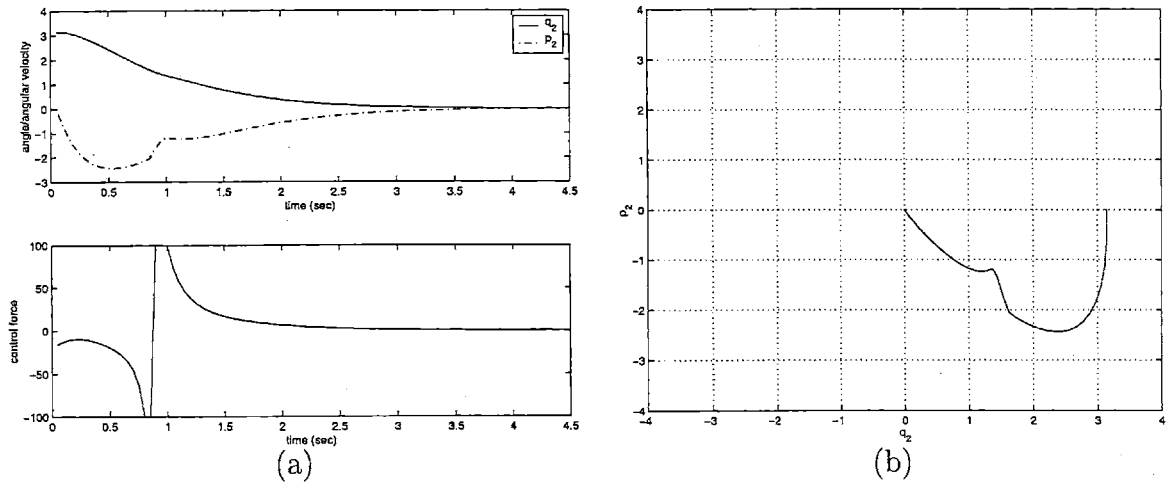 4
3
2
1
0
-1
-2
-3
angle/angular velocity
q2
p2
0 0.5 1 1.5 2 2.5 3 3.5 4 4.5
time (sec)
100
50
0
-50
-100
control force
0 0.5 1 1.5 2 2.5 3 3.5 4 4.5
time (sec)
(a)
4
3
2
1
0
-1
-2
-3
-4
p2
-4 -3 -2 -1 0 1 2 3 4
q2
(b)